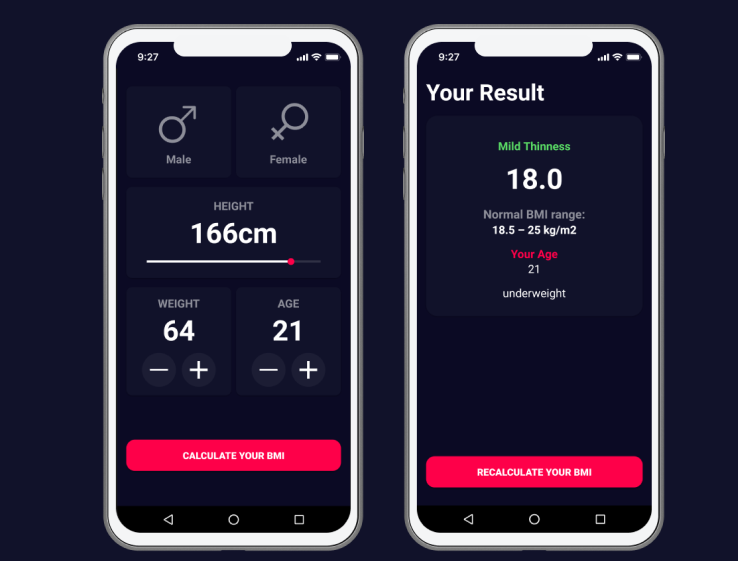 9:27
Male
Female
HEIGHT
166cm
WEIGHT
64
AGE
21
CALCULATE YOUR BMI
9:27
Your Result
Mild Thinness
18.0
Normal BMI range:
18.5 – 25 kg/m2
Your Age
21
underweight
RECALCULATE YOUR BMI